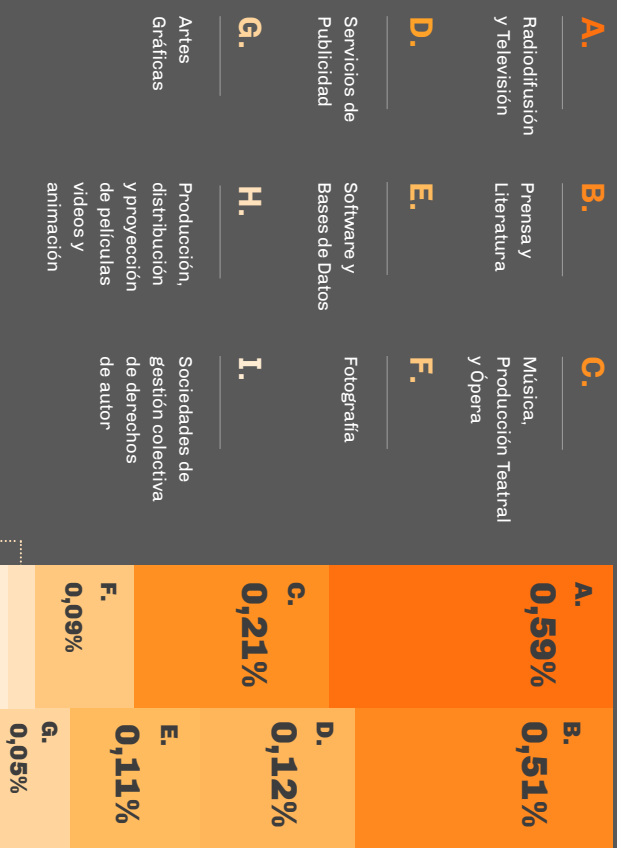 A.
Radiodifusión
y Televisión
B.
Prensa y
Literatura
C.
Música,
Producción Teatral
y Ópera
D.
Servicios de
Publicidad
E.
Software y
Bases de Datos
F.
Fotografía
G.
Artes
Gráficas
H.
Producción,
distribución
y proyección
de películas
videos y
animación
I.
Sociedades de
gestión colectiva
de derechos
de autor
A.
0,59%
B.
0,51%
C.
0,21%
D.
0,12%
E.
0,11%
F.
0,09%
G.
0,05%